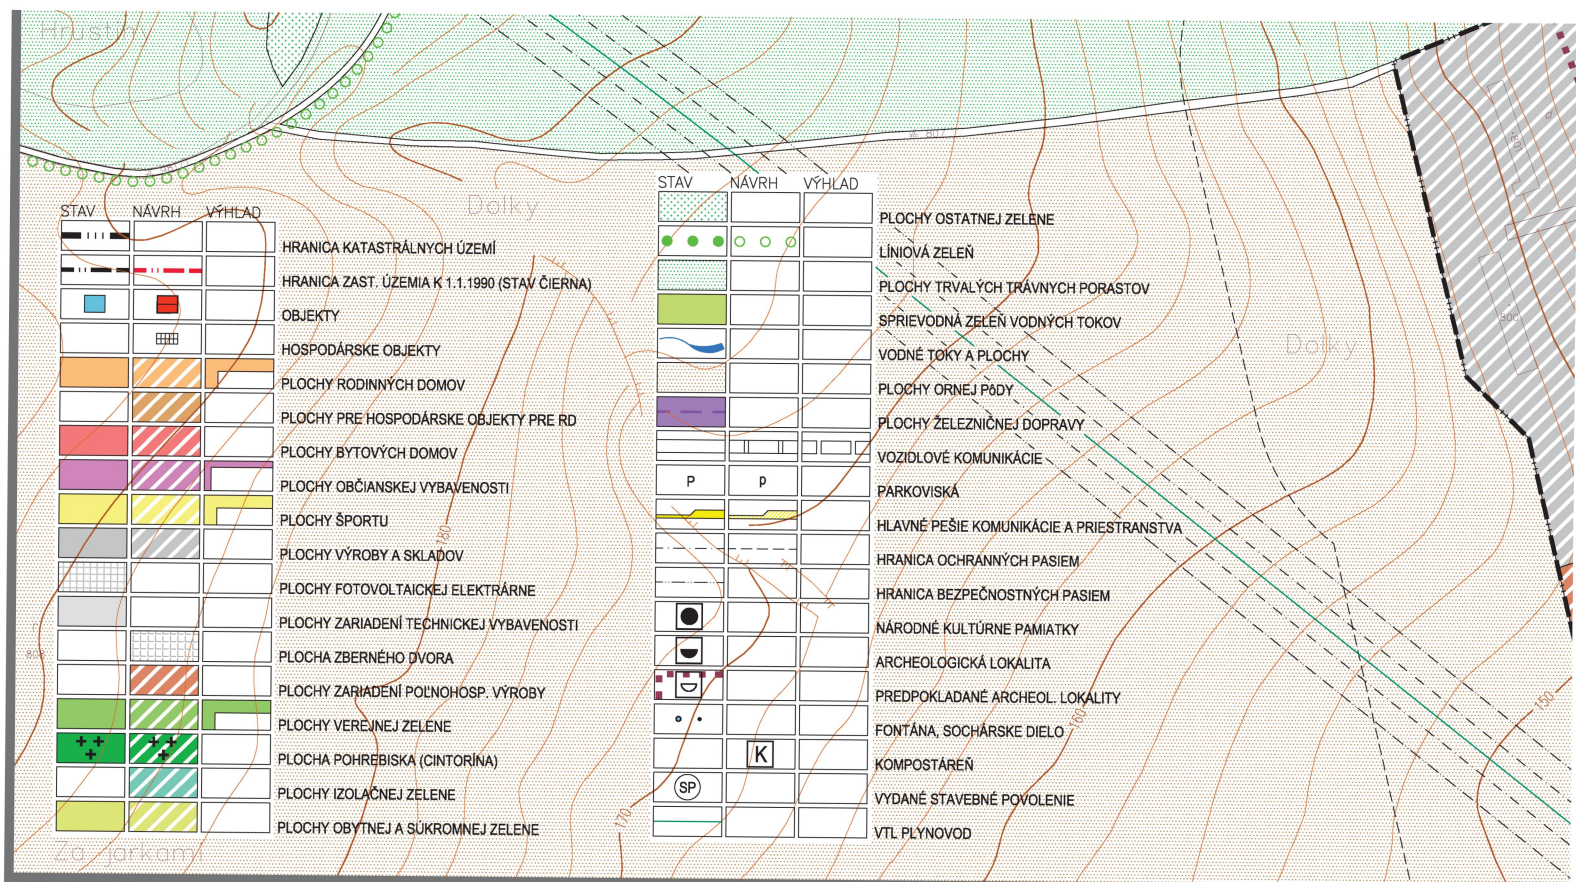 Hrustiny
807
Dolky
STAV NÁVRH VÝHLAD
HRANICA KATASTRÁLNYCH ÚZEMÍ
HRANICA ZAST. ÚZEMIA K 1.1.1990 (STAV ČIERNA)
OBJEKTY
HOSPODÁRSKE OBJEKTY
PLOCHY RODINNÝCH DOMOV
PLOCHY PRE HOSPODÁRSKE OBJEKTY PRE RD
PLOCHY BYTOVÝCH DOMOV
PLOCHY OBČIANSKEJ VYBAVENOSTI
PLOCHY ŠPORTU
PLOCHY VÝROBY A SKLADOV
PLOCHY FOTOVOLTAICKEJ ELEKTRÁRNE
PLOCHY ZARIADENÍ TECHNICKEJ VYBAVENOSTI
PLOCHA ZBERNÉHO DVORA
PLOCHY ZARIADENÍ POĽNOHOSP. VÝROBY
PLOCHY VEREJNEJ ZELENE
PLOCHA POHREBISKA (CINTORÍNA)
PLOCHY IZOLAČNEJ ZELENE
PLOCHY OBYTNEJ A SÚKROMNEJ ZELENE
Za jarkami
180
170
STAV NÁVRH VÝHLAD
PLOCHY OSTATNEJ ZELENE
LÍNIOVÁ ZELEŇ
PLOCHY TRVALÝCH TRÁVNYCH PORASTOV
SPRIEVODNÁ ZELEŇ VODNÝCH TOKOV
VODNÉ TOKY A PLOCHY
PLOCHY ORNEJ PôDY
PLOCHY ŽELEZNIČNEJ DOPRAVY
VOZIDLOVÉ KOMUNIKÁCIE
P p PARKOVISKÁ
HLAVNÉ PEŠIE KOMUNIKÁCIE A PRIESTRANSTVA
HRANICA OCHRANNÝCH PASIEM
HRANICA BEZPEČNOSTNÝCH PASIEM
NÁRODNÉ KULTÚRNE PAMIATKY
ARCHEOLOGICKÁ LOKALITA
PREDPOKLADANÉ ARCHEOL. LOKALITY
FONTÁNA, SOCHÁRSKE DIELO
K KOMPOSTÁREŇ
SP VYDANÉ STAVEBNÉ POVOLENIE
VTL PLYNOVOD
Dolky
800
160
150